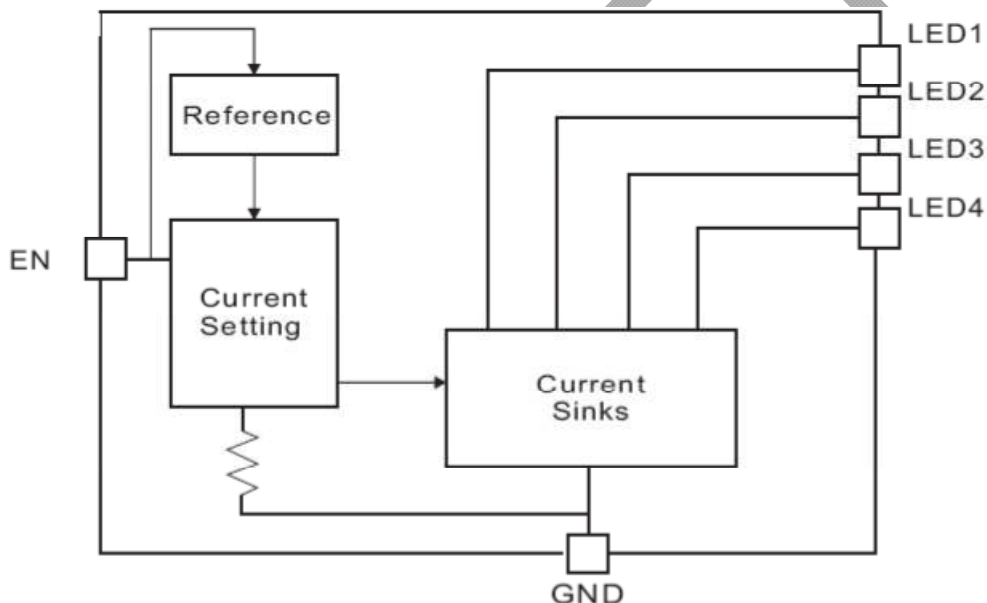 LED1
Reference
LED2
LED3
LED4
EN
Current
Setting
Current
Sinks
GND